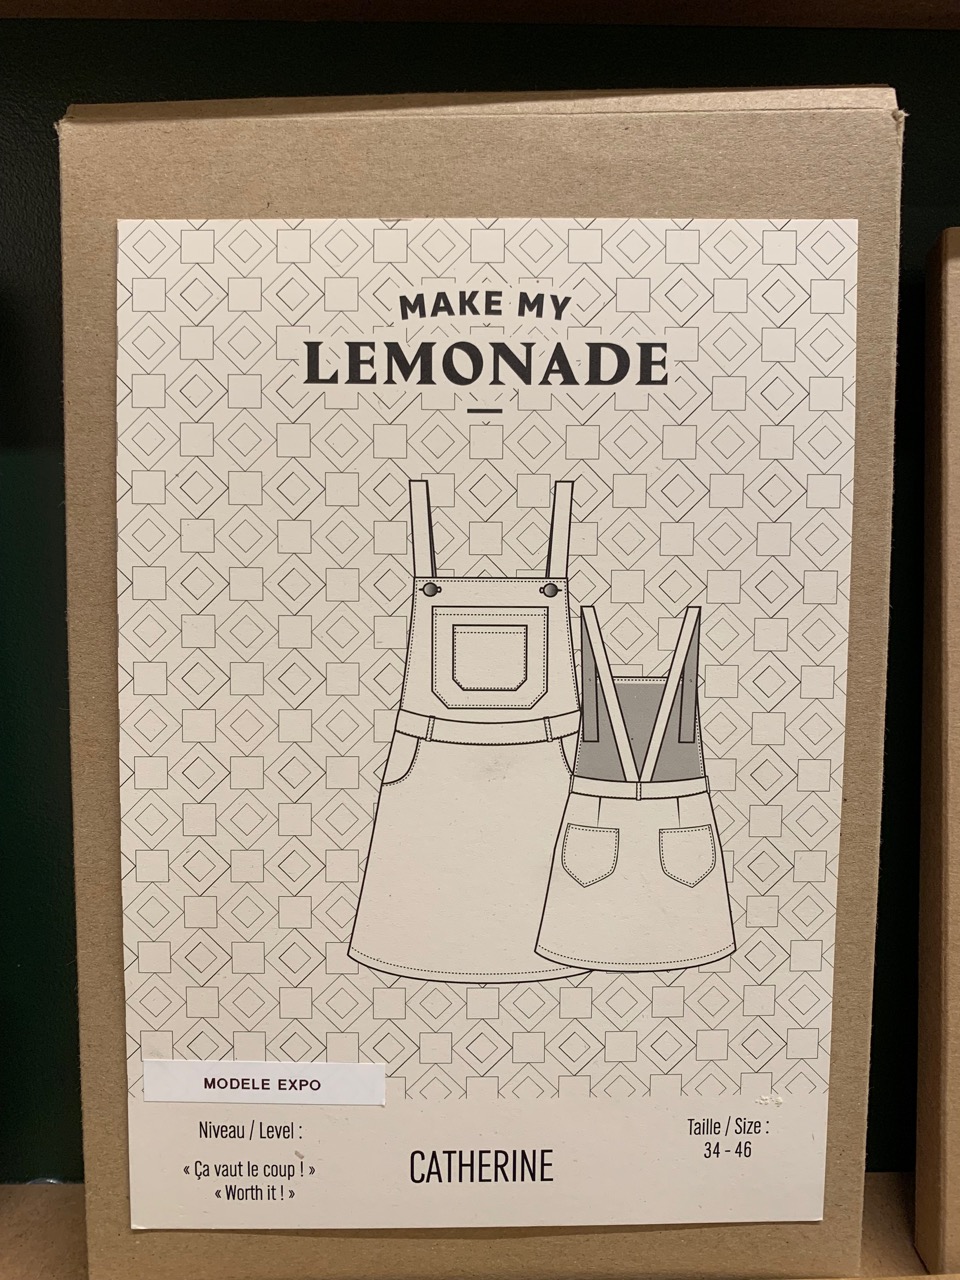 MAKE MY
LEMONADE
MODELE EXPO
Niveau / Level :
« Ça vaut le coup ! »
« Worth it ! »
CATHERINE
Taille / Size :
34 - 46